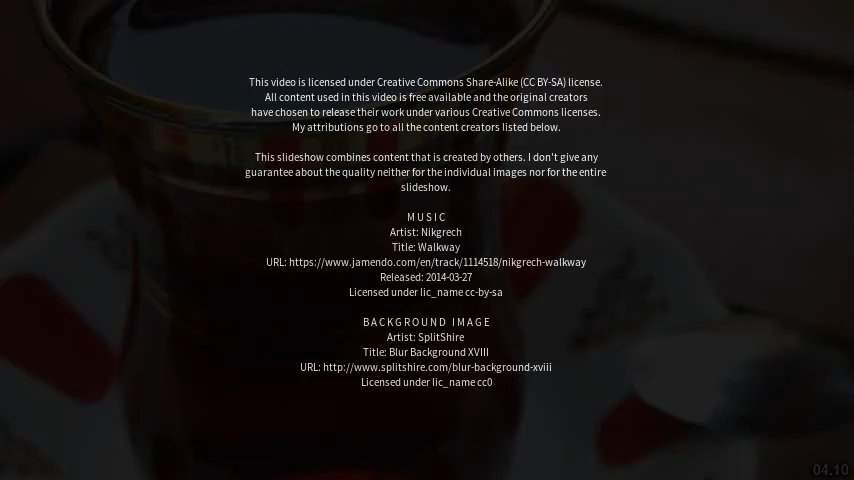 This video is licensed under Creative Commons Share-Alike (CC BY-SA) license.
All content used in this video is free available and the original creators
have chosen to release their work under various Creative Commons licenses.
My attributions go to all the content creators listed below.
This slideshow combines content that is created by others. I don't give any
guarantee about the quality neither for the individual images nor for the entire
slideshow.
MUSIC
Artist: Nikgrech
Title: Walkway
URL: https://www.jamendo.com/en/track/1114518/nikgrech-walkway
Released: 2014-03-27
Licensed under lic_name cc-by-sa
BACKGROUND IMAGE
Artist: SplitShire
Title: Blur Background XVIII
URL: http://www.splitshire.com/blur-background-xviii
Licensed under lic_name cc0
04.10